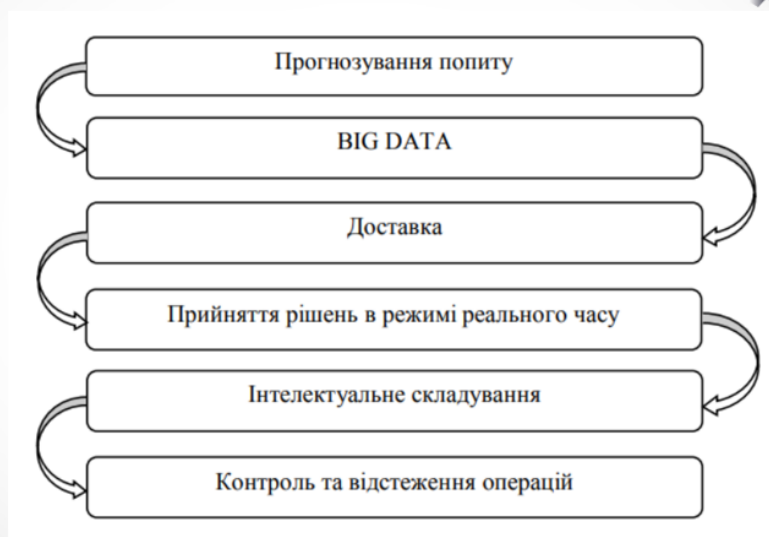 Прогнозування попиту
BIG DATA
Доставка
Прийняття рішень в режимі реального часу
Інтелектуальне складування
Контроль та відстеження операцій